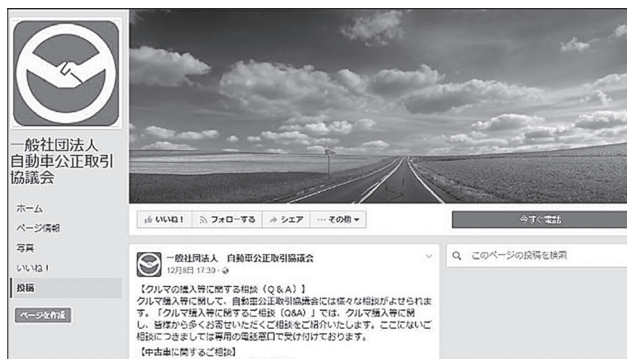 一般社団法人
自動車公正取引
協議会
ホーム
ページ情報
写真
いいね！
投稿
ページを作成
いいね！ フォローする シェア … その他
今すぐ電話
一般社団法人 自動車公正取引協議会
12月8日 17:30
このページの投稿を検索
【クルマの購入等に関する相談（Q＆A）】
クルマ購入等に関して、自動車公正取引協議会には様々な相談がよせられま
す。「クルマ購入等に関するご相談（Q&A）」では、クルマ購入等に関
し、皆様から多くお寄せいただくご相談をご紹介いたします。ここにないご
相談につきましては専用の電話窓口で受け付けております。
【中古車に関するご相談】